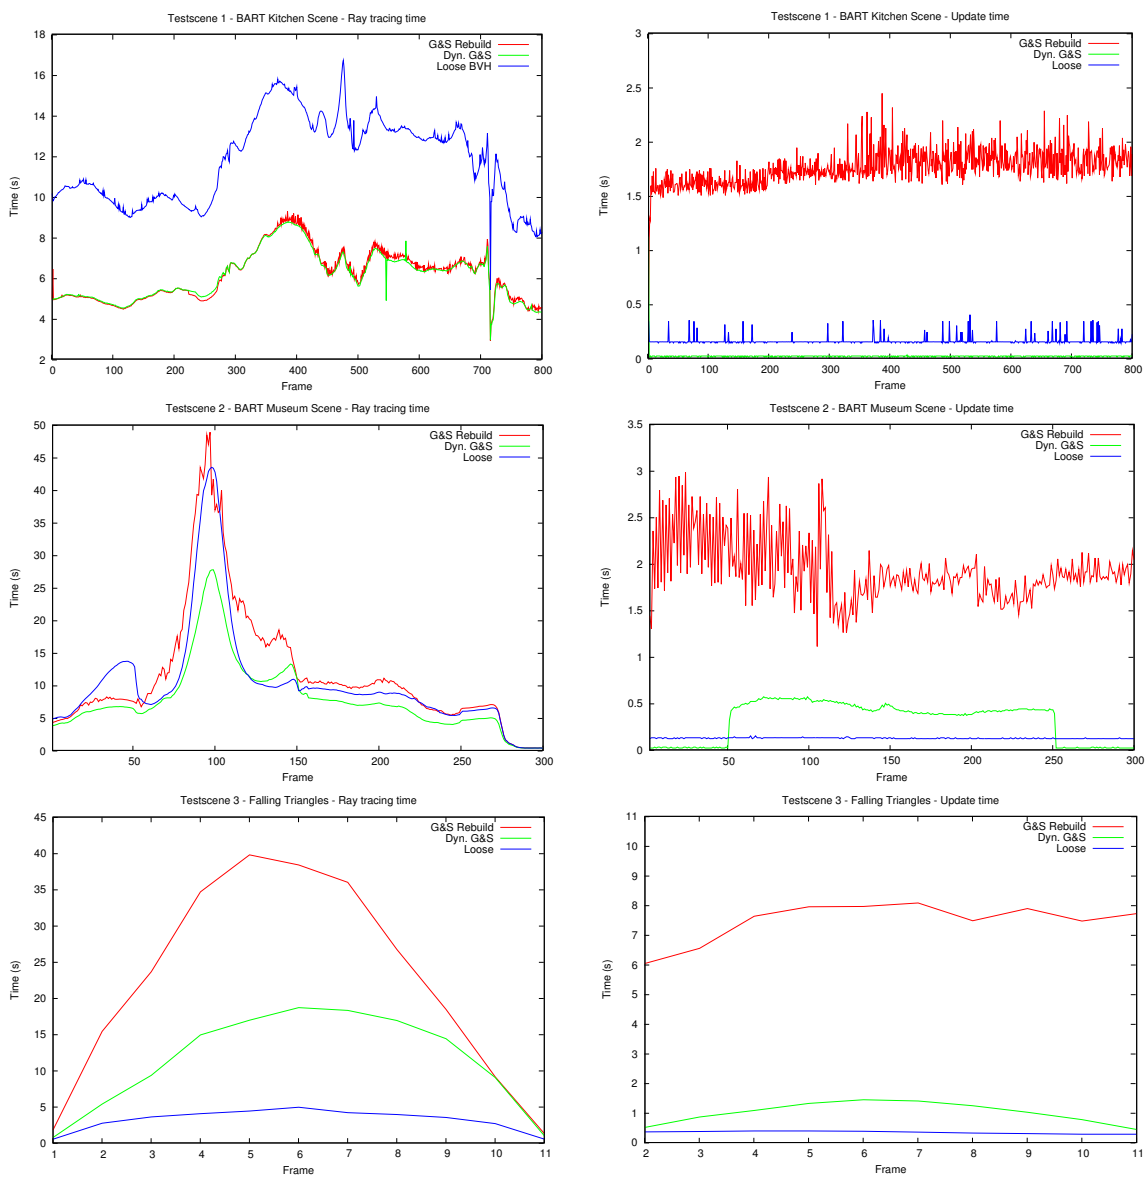 Testscene 1 - BART Kitchen Scene - Ray tracing time
18
16
14
12
10
8
6
4
2
Time (s)
G&S Rebuild
Dyn. G&S
Loose BVH
0 100 200 300 400 500 600 700 800
Frame
Testscene 1 - BART Kitchen Scene - Update time
3
2.5
2
1.5
1
0.5
0
Time (s)
G&S Rebuild
Dyn. G&S
Loose
0 100 200 300 400 500 600 700 800
Frame
Testscene 2 - BART Museum Scene - Ray tracing time
50
45
40
35
30
25
20
15
10
5
0
Time (s)
G&S Rebuild
Dyn. G&S
Loose
0 50 100 150 200 250 300
Frame
Testscene 2 - BART Museum Scene - Update time
3.5
3
2.5
2
1.5
1
0.5
0
Time (s)
G&S Rebuild
Dyn. G&S
Loose
50 100 150 200 250 300
Frame
Testscene 3 - Falling Triangles - Ray tracing time
45
40
35
30
25
20
15
10
5
0
Time (s)
G&S Rebuild
Dyn. G&S
Loose
1 2 3 4 5 6 7 8 9 10 11
Frame
Testscene 3 - Falling Triangles - Update time
11
10
9
8
7
6
5
4
3
2
1
0
Time (s)
G&S Rebuild
Dyn. G&S
Loose
2 3 4 5 6 7 8 9 10 11
Frame